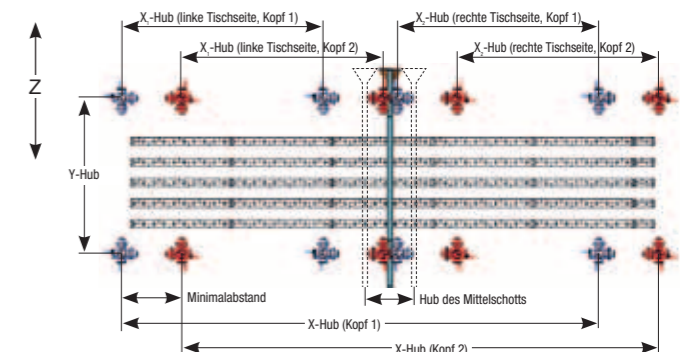 X₁-Hub (linke Tischseite, Kopf 1)
X₂-Hub (rechte Tischseite, Kopf 1)
X₁-Hub (linke Tischseite, Kopf 2)
X₂-Hub (rechte Tischseite, Kopf 2)
Z
Y-Hub
Minimalabstand
Hub des Mittelschotts
X-Hub (Kopf 1)
X-Hub (Kopf 2)